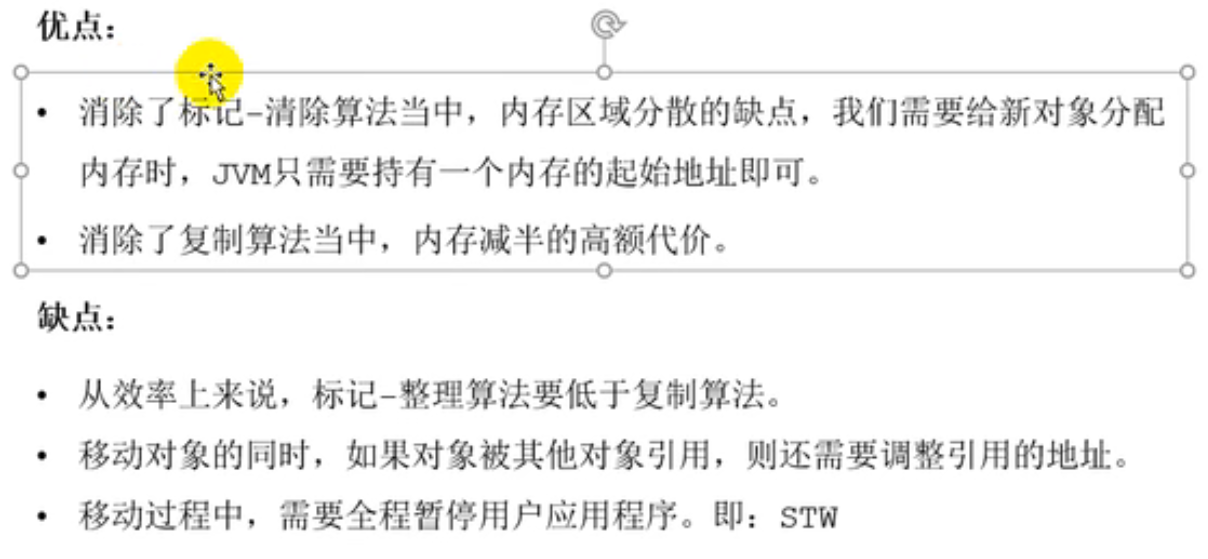 优点：
• 消除了标记-清除算法当中，内存区域分散的缺点，我们需要给新对象分配
内存时，JVM只需要持有一个内存的起始地址即可。
• 消除了复制算法当中，内存减半的高额代价。
缺点：
• 从效率上来说，标记-整理算法要低于复制算法。
• 移动对象的同时，如果对象被其他对象引用，则还需要调整引用的地址。
• 移动过程中，需要全程暂停用户应用程序。即：STW